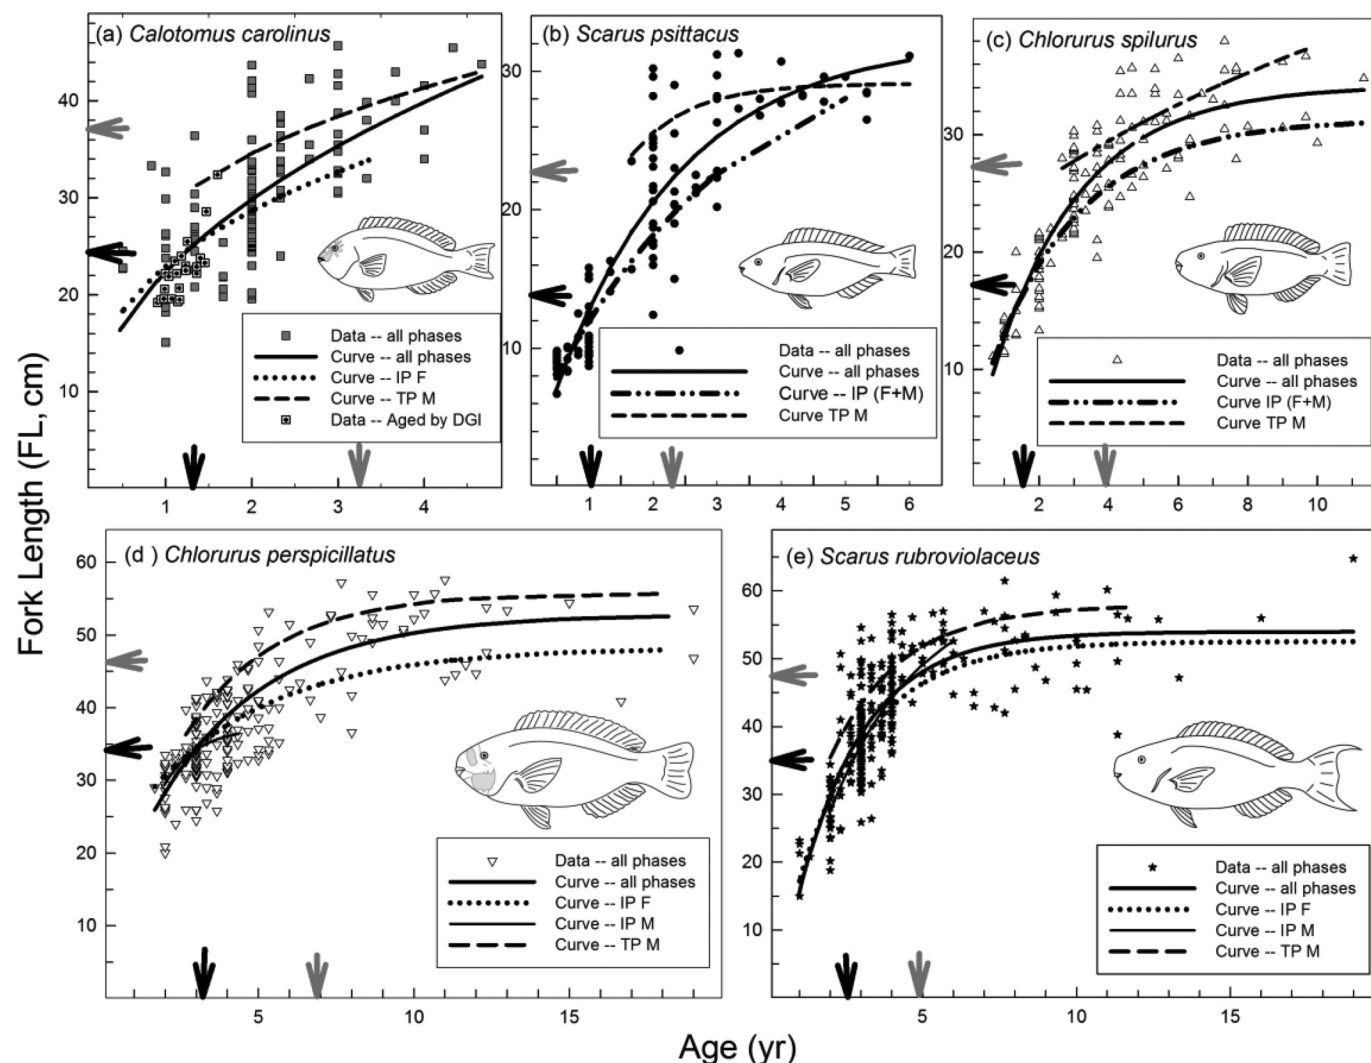 (a) Calotomus carolinus
40
30
20
10
Data -- all phases
Curve -- all phases
Curve -- IP F
Curve -- TP M
Data -- Aged by DGI
1
2
3
4
(b) Scarus psittacus
30
20
10
Data -- all phases
Curve -- all phases
Curve -- IP (F+M)
Curve TP M
1
2
3
4
5
6
(c) Chlorurus spilurus
30
20
10
Data -- all phases
Curve -- all phases
Curve IP (F+M)
Curve TP M
2
4
6
8
10
Fork Length (FL, cm)
(d ) Chlorurus perspicillatus
60
50
40
30
20
10
Data -- all phases
Curve -- all phases
Curve -- IP F
Curve -- IP M
Curve -- TP M
5
10
15
(e) Scarus rubroviolaceus
60
50
40
30
20
10
Data -- all phases
Curve -- all phases
Curve -- IP F
Curve -- IP M
Curve -- TP M
5
10
15
Age (yr)